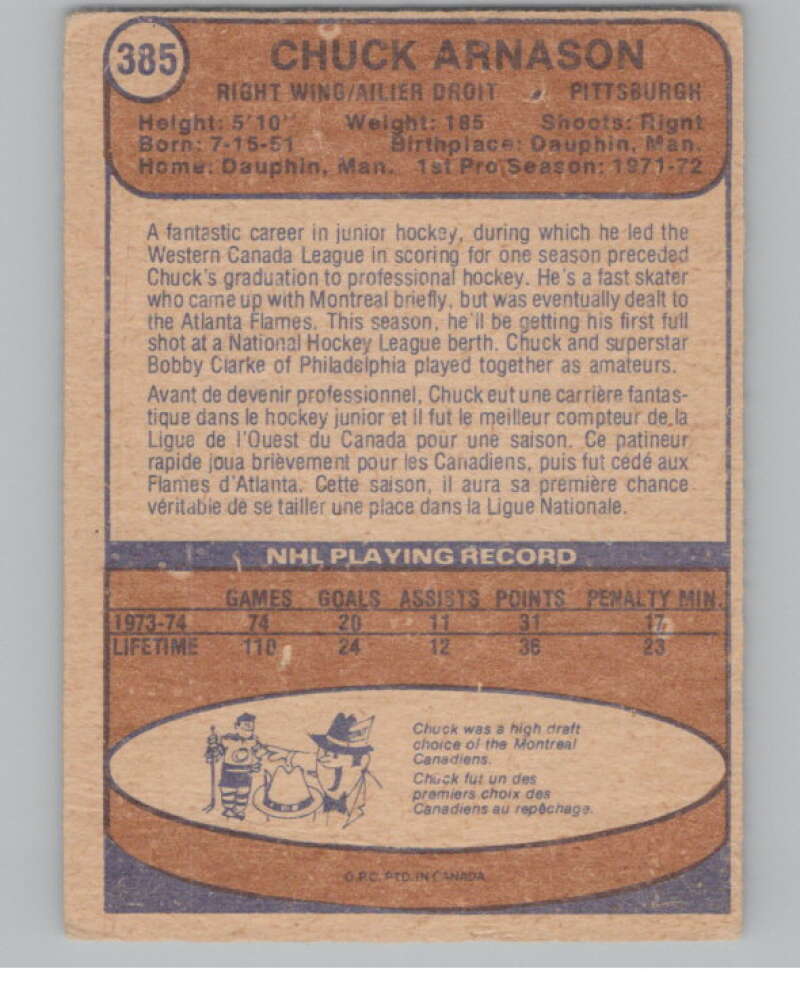 385
CHUCK ARNASON
RIGHT WING/AILIER DROIT • PITTSBURGH
Height: 5'10" Weight: 185 Shoots: Right
Born: 7-15-51 Birthplace: Dauphin, Man.
Home: Dauphin, Man. 1st Pro Season: 1971-72
A fantastic career in junior hockey, during which he led the
Western Canada League in scoring for one season preceded
Chuck's graduation to professional hockey. He's a fast skater
who came up with Montreal briefly, but was eventually dealt to
the Atlanta Flames. This season, he'll be getting his first full
shot at a National Hockey League berth. Chuck and superstar
Bobby Clarke of Philadelphia played together as amateurs.
Avant de devenir professionnel, Chuck eut une carrière fantas-
tique dans le hockey junior et il fut le meilleur compteur de la
Ligue de l'Ouest du Canada pour une saison. Ce patineur
rapide joua brièvement pour les Canadiens, puis fut cédé aux
Flames d'Atlanta. Cette saison, il aura sa première chance
véritable de se tailler une place dans la Ligue Nationale.
NHL PLAYING RECORD
GAMES GOALS ASSISTS POINTS PENALTY MIN.
1973-74 74 20 11 31 17
LIFETIME 110 24 12 36 23
Chuck was a high draft
choice of the Montreal
Canadiens.
Chuck fut un des
premiers choix des
Canadiens au repêchage.
O.P.C. PTD. IN CANADA